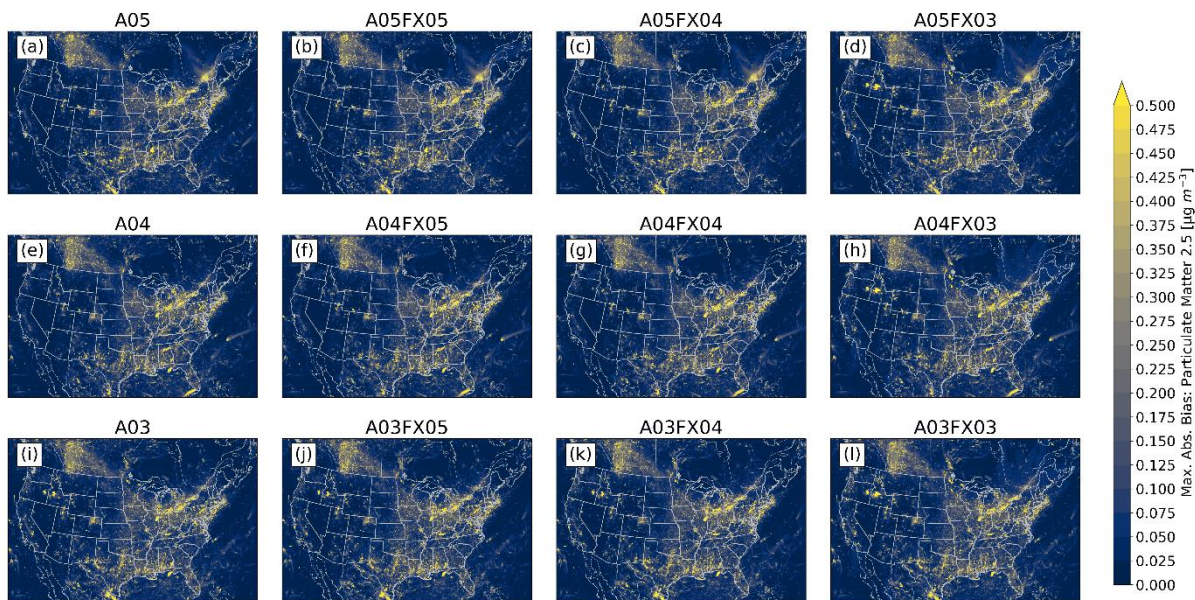 A05
A05FX05
A05FX04
A05FX03
(a)
(b)
(c)
(d)
A04
A04FX05
A04FX04
A04FX03
(e)
(f)
(g)
(h)
A03
A03FX05
A03FX04
A03FX03
(i)
(j)
(k)
(l)
0.500
0.475
0.450
0.425
0.400
0.375
0.350
0.325
0.300
0.275
0.250
0.225
0.200
0.175
0.150
0.125
0.100
0.075
0.050
0.025
0.000
Max. Abs. Bias: Particulate Matter 2.5 [µg m⁻³]